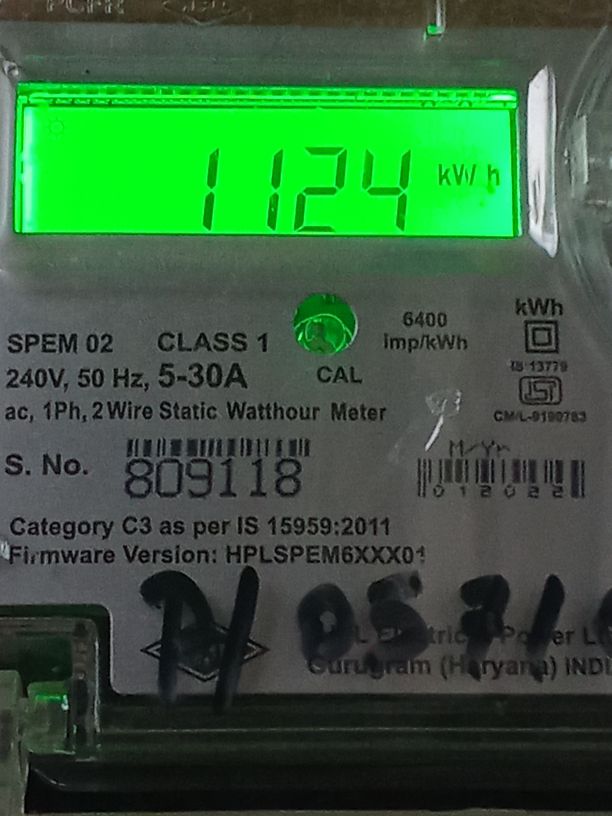 1124 kWh
kWh
6400
imp/kWh
SPEM 02 CLASS 1
IS 13779
240V, 50 Hz, 5-30A CAL
CM/L-9190783
ac, 1Ph, 2 Wire Static Watthour Meter
M/Yr
S. No. 809118
012022
Category C3 as per IS 15959:2011
Firmware Version: HPLSPEM6XXX01
Power
Gurugram (Haryana) INDI